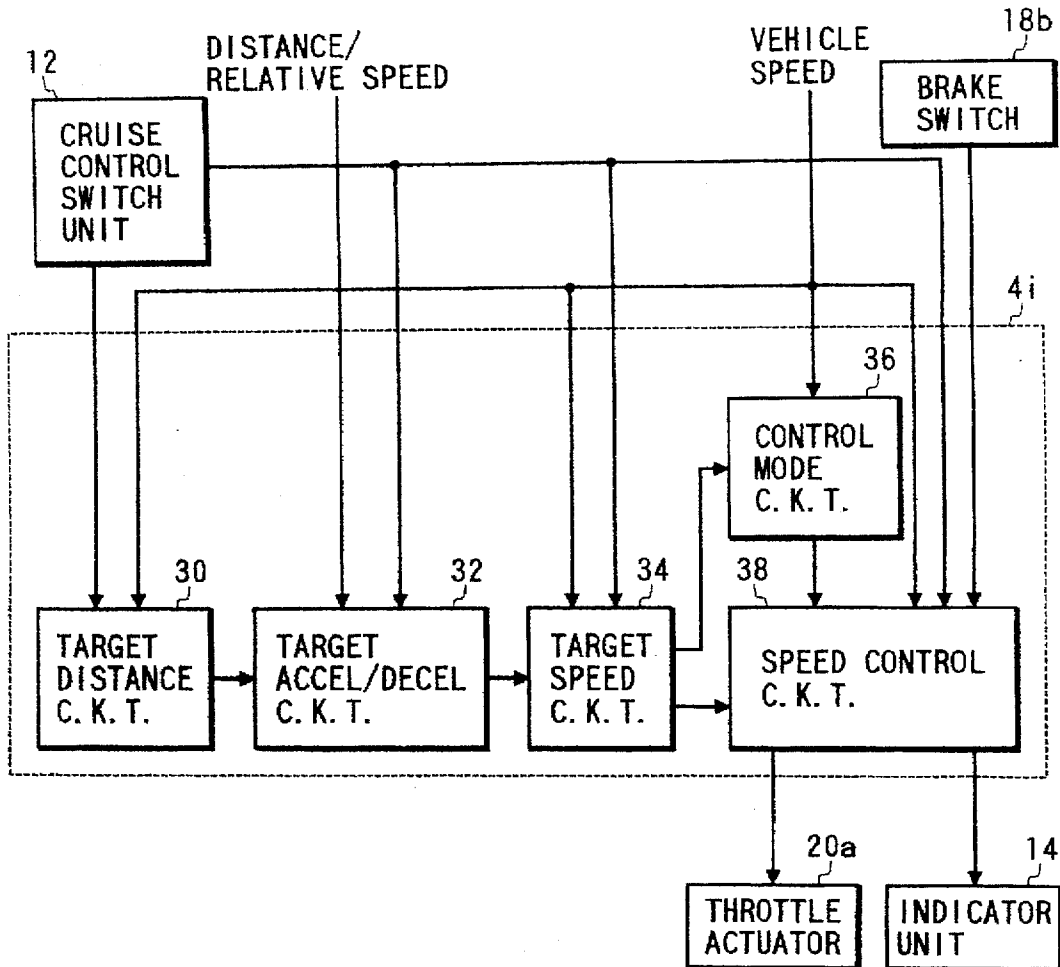 12
DISTANCE/
RELATIVE SPEED
VEHICLE
SPEED
18b
BRAKE
SWITCH
CRUISE
CONTROL
SWITCH
UNIT
4i
36
CONTROL
MODE
C.K.T.
30
32
34
38
TARGET
DISTANCE
C.K.T.
TARGET
ACCEL/DECEL
C.K.T.
TARGET
SPEED
C.K.T.
SPEED CONTROL
C.K.T.
20a
14
THROTTLE
ACTUATOR
INDICATOR
UNIT